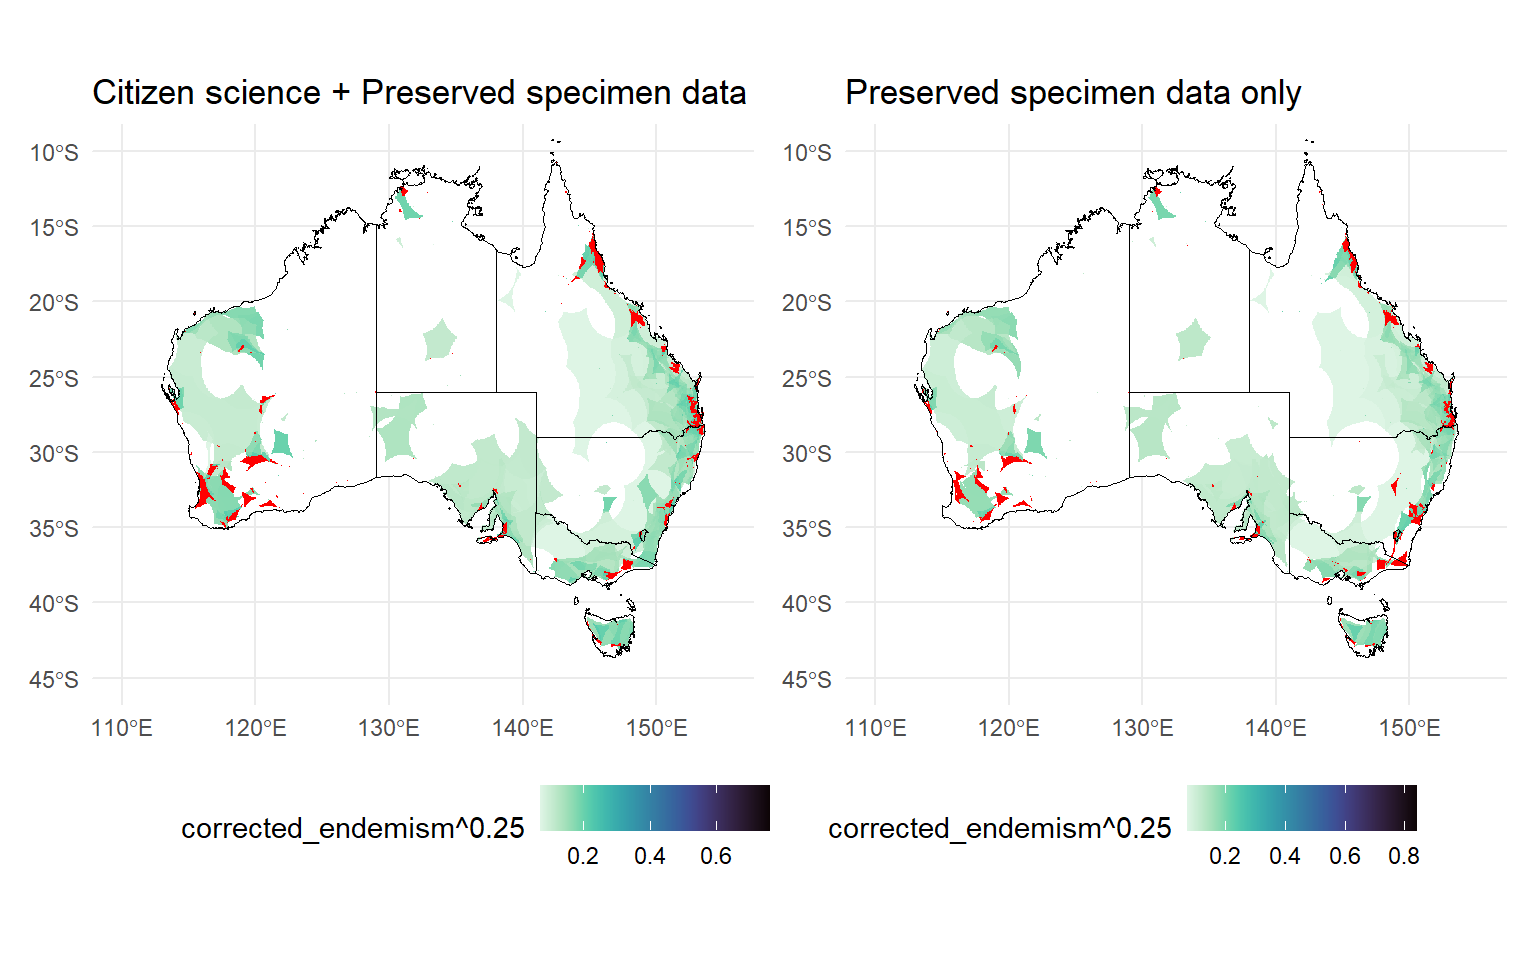 Citizen science + Preserved specimen data
Preserved specimen data only
10°S
15°S
20°S
25°S
30°S
35°S
40°S
45°S
110°E 120°E 130°E 140°E 150°E
10°S
15°S
20°S
25°S
30°S
35°S
40°S
45°S
110°E 120°E 130°E 140°E 150°E
corrected_endemism^0.25
0.2 0.4 0.6
corrected_endemism^0.25
0.2 0.4 0.6 0.8